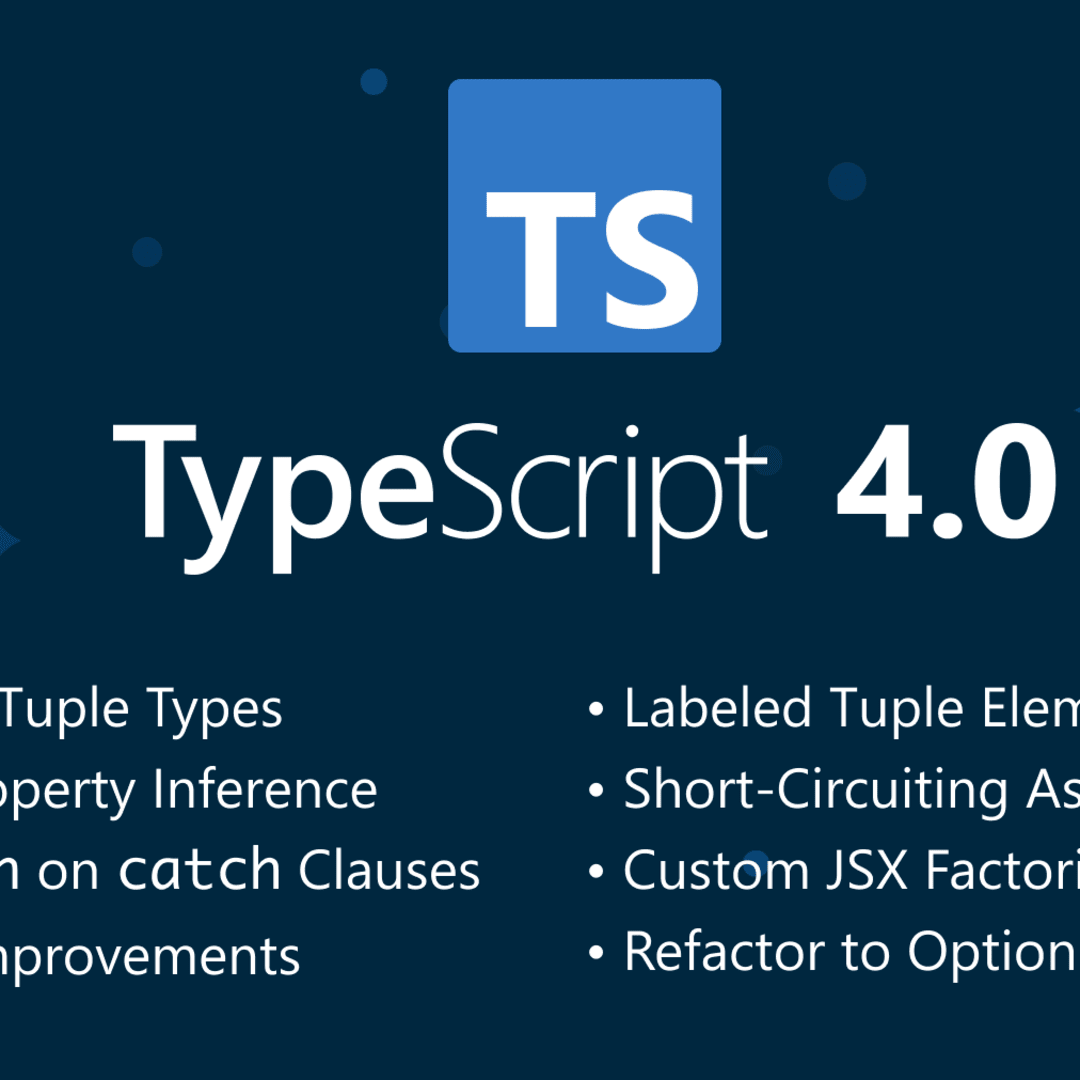 TS
TypeScript 4.0
Tuple Types
operty Inference
on catch Clauses
mprovements
• Labeled Tuple Elem
• Short-Circuiting As
• Custom JSX Factori
• Refactor to Option